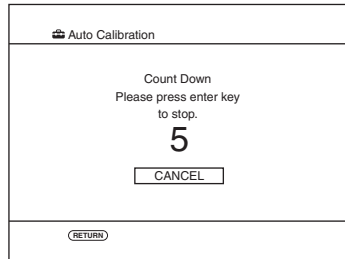 Auto Calibration
Count Down
Please press enter key
to stop.
5
CANCEL
RETURN